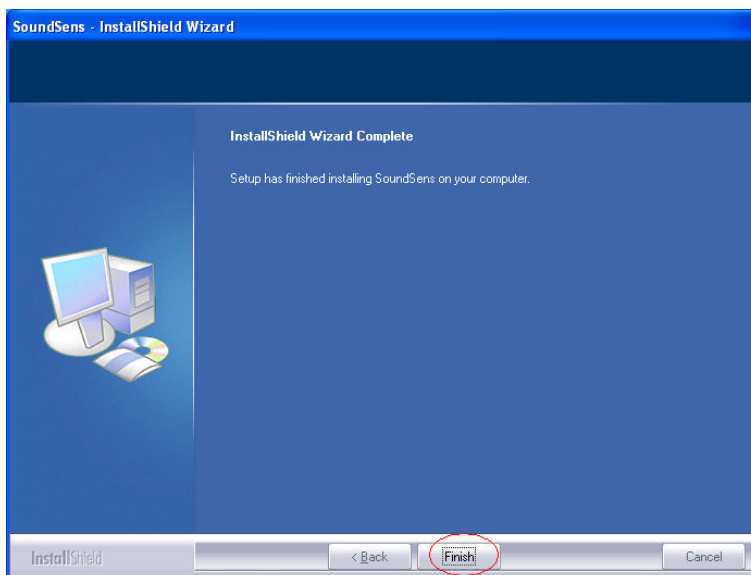 SoundSens - InstallShield Wizard
InstallShield Wizard Complete
Setup has finished installing SoundSens on your computer.
InstallShield
< Back
Finish
Cancel